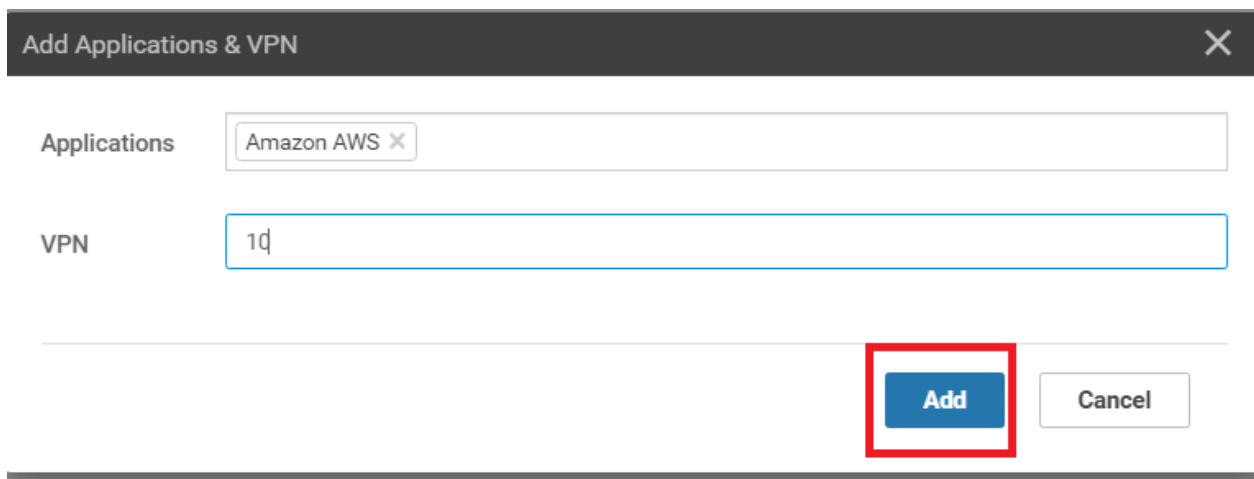 Add Applications & VPN
Applications Amazon AWS
VPN 10
Add Cancel